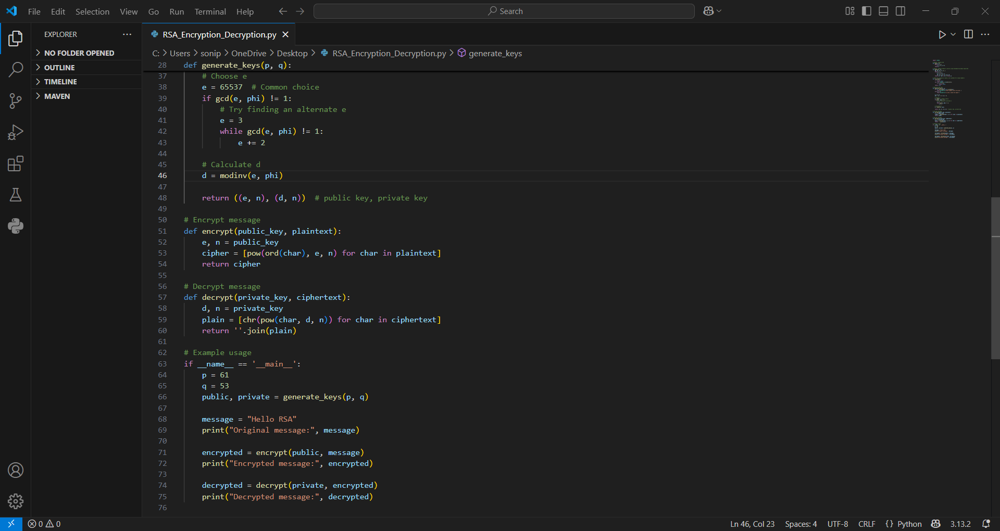 File Edit Selection View Go Run Terminal Help
Search
EXPLORER
NO FOLDER OPENED
OUTLINE
TIMELINE
MAVEN
RSA_Encryption_Decryption.py
C: > Users > sonip > OneDrive > Desktop > RSA_Encryption_Decryption.py > generate_keys
28 def generate_keys(p, q):
37     # Choose e
38     e = 65537  # Common choice
39     if gcd(e, phi) != 1:
40         # Try finding an alternate e
41         e = 3
42         while gcd(e, phi) != 1:
43             e += 2
44
45     # Calculate d
46     d = modinv(e, phi)
47
48     return ((e, n), (d, n))  # public key, private key
49
50 # Encrypt message
51 def encrypt(public_key, plaintext):
52     e, n = public_key
53     cipher = [pow(ord(char), e, n) for char in plaintext]
54     return cipher
55
56 # Decrypt message
57 def decrypt(private_key, ciphertext):
58     d, n = private_key
59     plain = [chr(pow(char, d, n)) for char in ciphertext]
60     return ''.join(plain)
61
62 # Example usage
63 if __name__ == '__main__':
64     p = 61
65     q = 53
66     public, private = generate_keys(p, q)
67
68     message = "Hello RSA"
69     print("Original message:", message)
70
71     encrypted = encrypt(public, message)
72     print("Encrypted message:", encrypted)
73
74     decrypted = decrypt(private, encrypted)
75     print("Decrypted message:", decrypted)
76
0 0 Ln 46, Col 23 Spaces: 4 UTF-8 CRLF {} Python 3.13.2